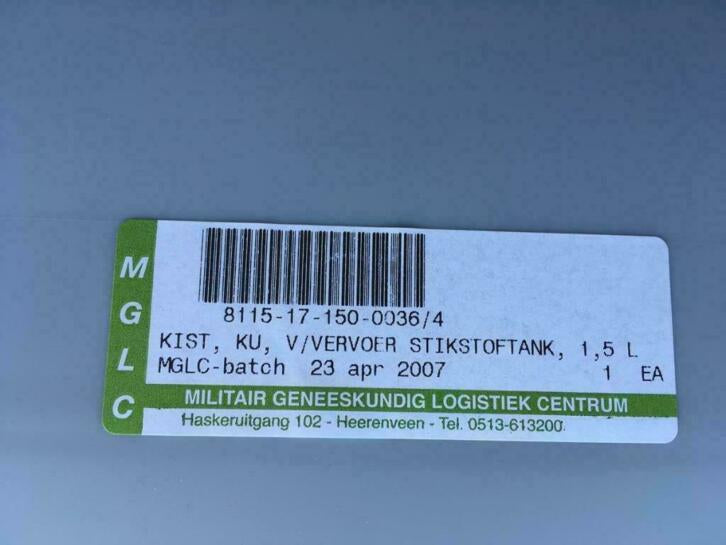 MGLC
8115-17-150-0036/4
KIST, KU, V/VERVOER STIKSTOFTANK, 1,5 L
MGLC-batch 23 apr 2007 1 EA
MILITAIR GENEESKUNDIG LOGISTIEK CENTRUM
Haskeruitgang 102 - Heerenveen - Tel. 0513-613200.